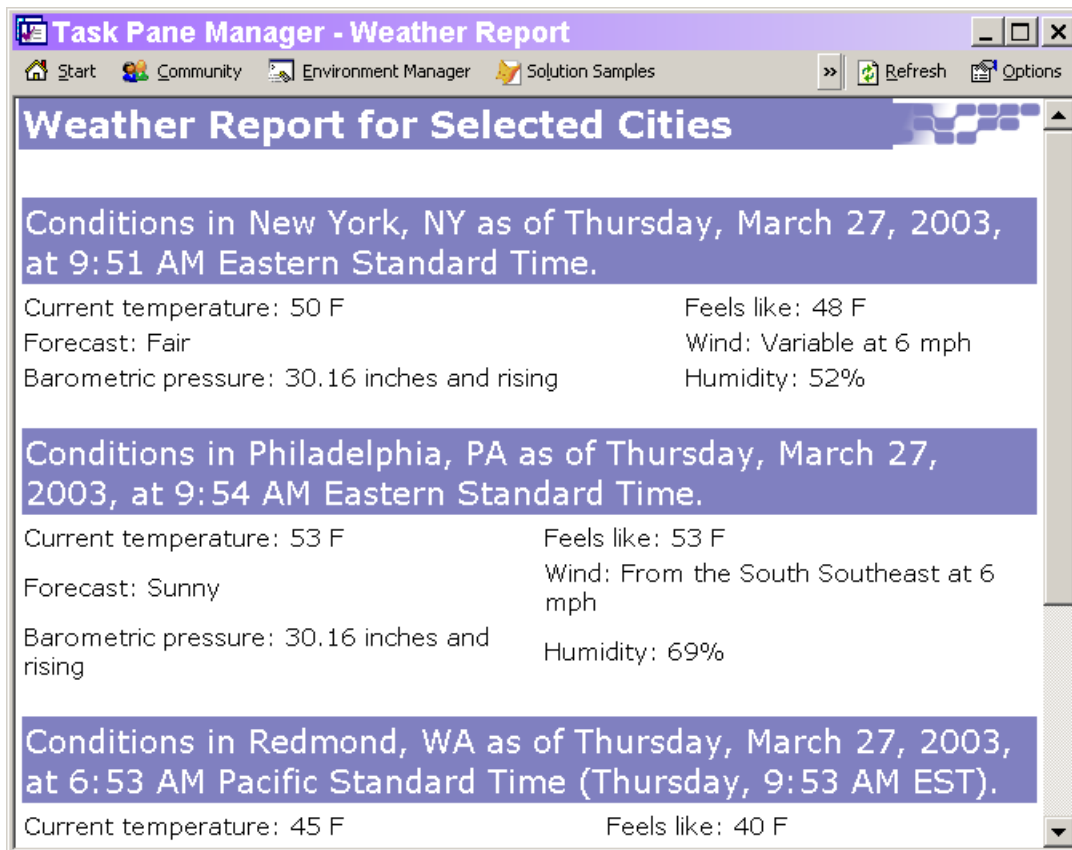 Task Pane Manager - Weather Report
Start Community Environment Manager Solution Samples » Refresh Options
Weather Report for Selected Cities
Conditions in New York, NY as of Thursday, March 27, 2003,
at 9:51 AM Eastern Standard Time.
Current temperature: 50 F Feels like: 48 F
Forecast: Fair Wind: Variable at 6 mph
Barometric pressure: 30.16 inches and rising Humidity: 52%
Conditions in Philadelphia, PA as of Thursday, March 27,
2003, at 9:54 AM Eastern Standard Time.
Current temperature: 53 F Feels like: 53 F
Forecast: Sunny
Wind: From the South Southeast at 6
mph
Barometric pressure: 30.16 inches and
rising
Humidity: 69%
Conditions in Redmond, WA as of Thursday, March 27, 2003,
at 6:53 AM Pacific Standard Time (Thursday, 9:53 AM EST).
Current temperature: 45 F Feels like: 40 F